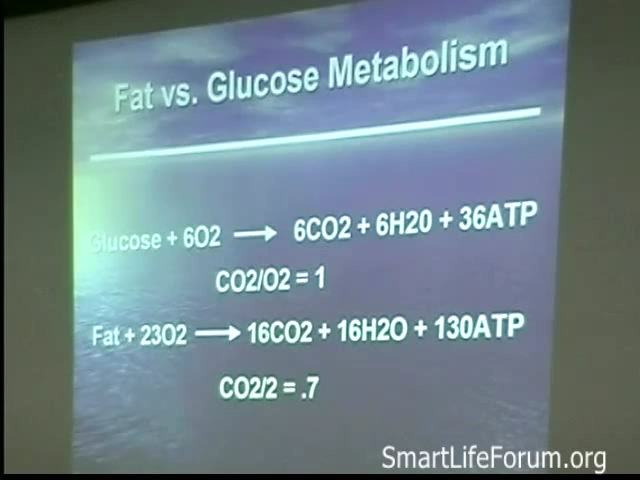 Fat vs. Glucose Metabolism
Glucose + 6O2 → 6CO2 + 6H20 + 36ATP
CO2/O2 = 1
Fat + 23O2 → 16CO2 + 16H2O + 130ATP
CO2/2 = .7
SmartLifeForum.org